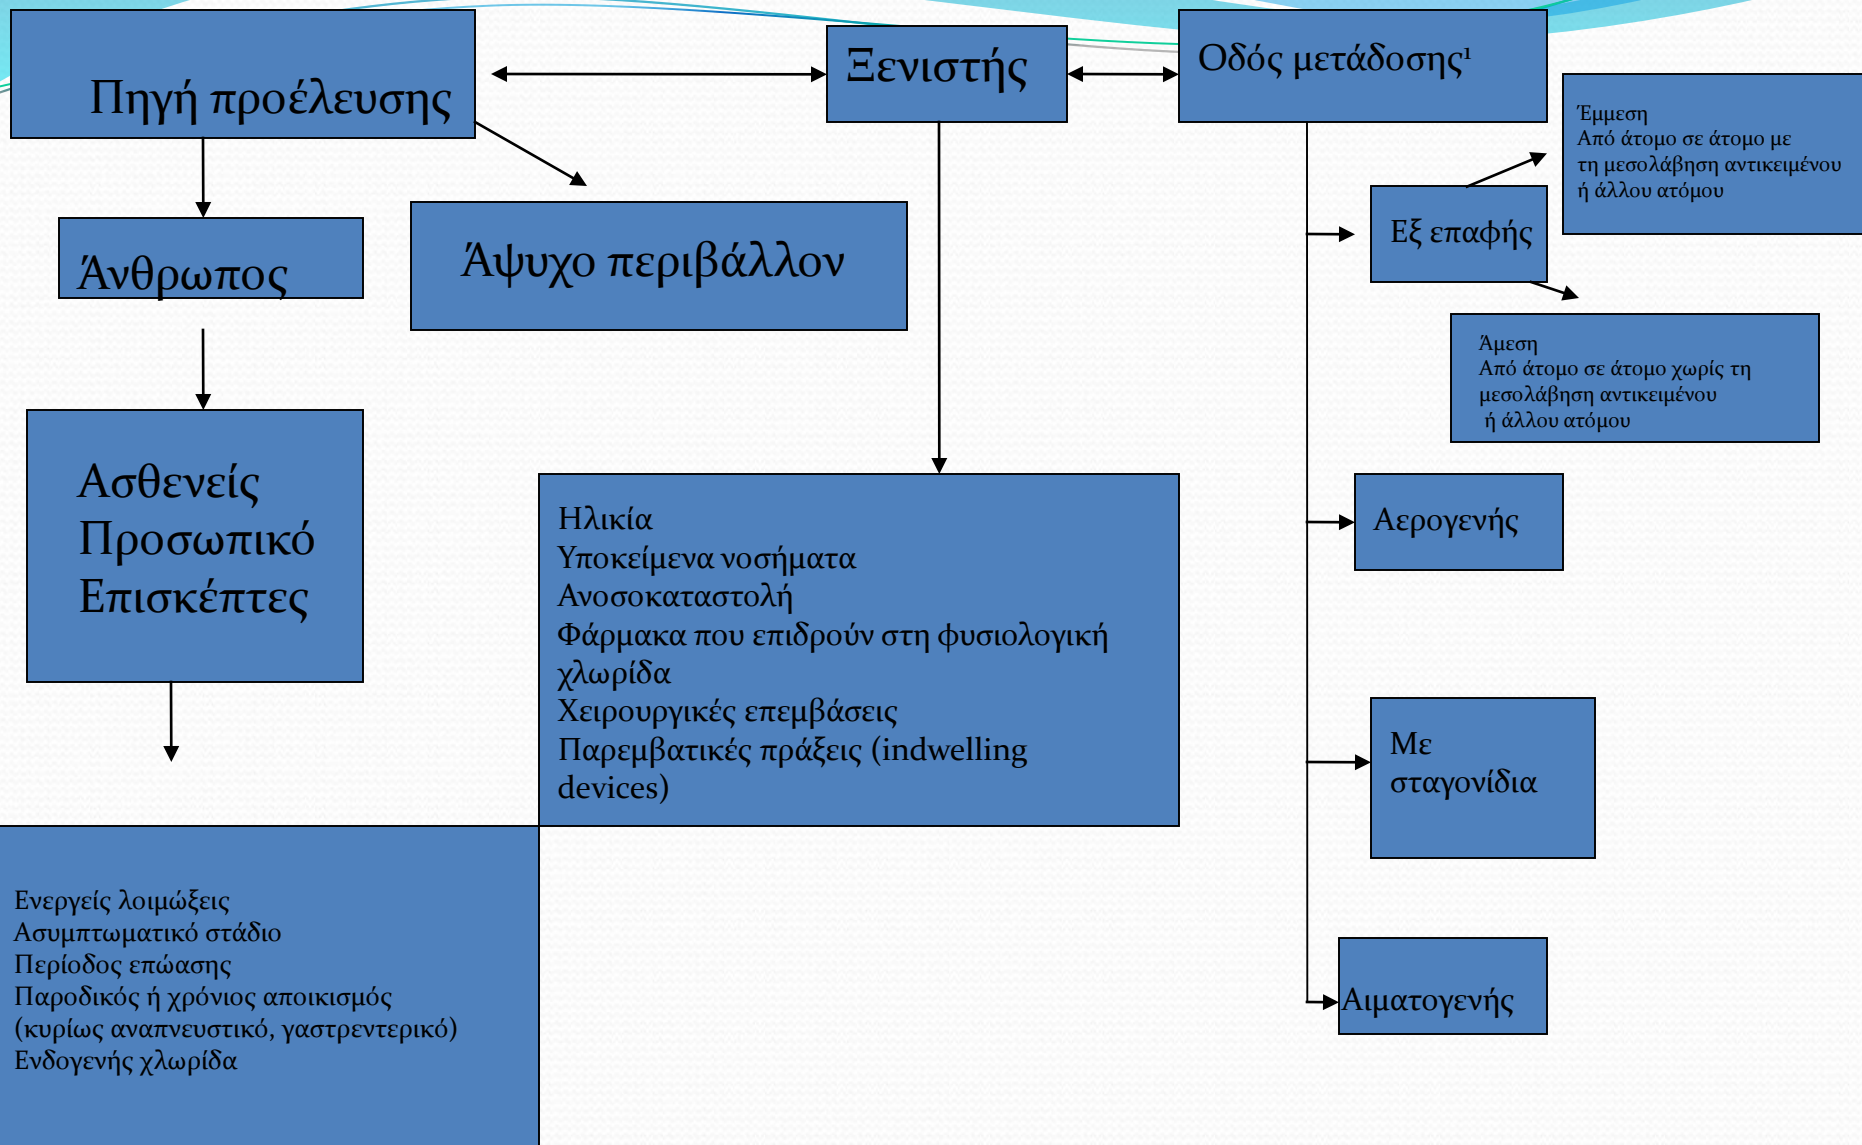 Πηγή προέλευσης
Ξενιστής
Οδός μετάδοσης¹
Έμμεση
Από άτομο σε άτομο με
τη μεσολάβηση αντικειμένου
ή άλλου ατόμου
Εξ επαφής
Άνθρωπος
Άψυχο περιβάλλον
Άμεση
Από άτομο σε άτομο χωρίς τη
μεσολάβηση αντικειμένου
ή άλλου ατόμου
Ασθενείς
Προσωπικό
Επισκέπτες
Ηλικία
Υποκείμενα νοσήματα
Ανοσοκαταστολή
Φάρμακα που επιδρούν στη φυσιολογική
χλωρίδα
Χειρουργικές επεμβάσεις
Παρεμβατικές πράξεις (indwelling
devices)
Αερογενής
Με
σταγονίδια
Αιματογενής
Ενεργείς λοιμώξεις
Ασυμπτωματικό στάδιο
Περίοδος επώασης
Παροδικός ή χρόνιος αποικισμός
(κυρίως αναπνευστικό, γαστρεντερικό)
Ενδογενής χλωρίδα